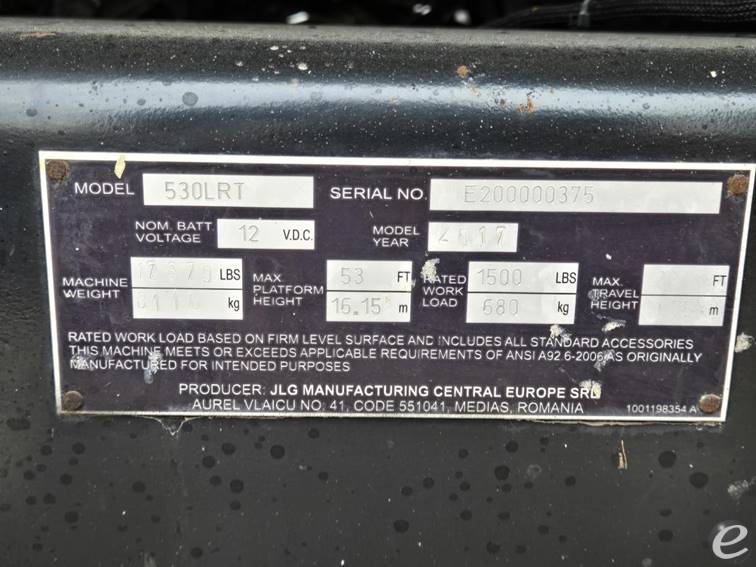 MODEL 530LRT SERIAL NO. E200000375
NOM. BATT. VOLTAGE 12 V.D.C. MODEL YEAR 2017
MACHINE WEIGHT LBS kg MAX. PLATFORM HEIGHT 53 FT 16.15 m RATED WORK LOAD 1500 LBS 680 kg MAX. TRAVEL HEIGHT FT m
RATED WORK LOAD BASED ON FIRM LEVEL SURFACE AND INCLUDES ALL STANDARD ACCESSORIES
THIS MACHINE MEETS OR EXCEEDS APPLICABLE REQUIREMENTS OF ANSI A92.6-2006 AS ORIGINALLY
MANUFACTURED FOR INTENDED PURPOSES
PRODUCER: JLG MANUFACTURING CENTRAL EUROPE SRL
AUREL VLAICU NO. 41, CODE 551041, MEDIAS, ROMANIA
1001198354 A
e